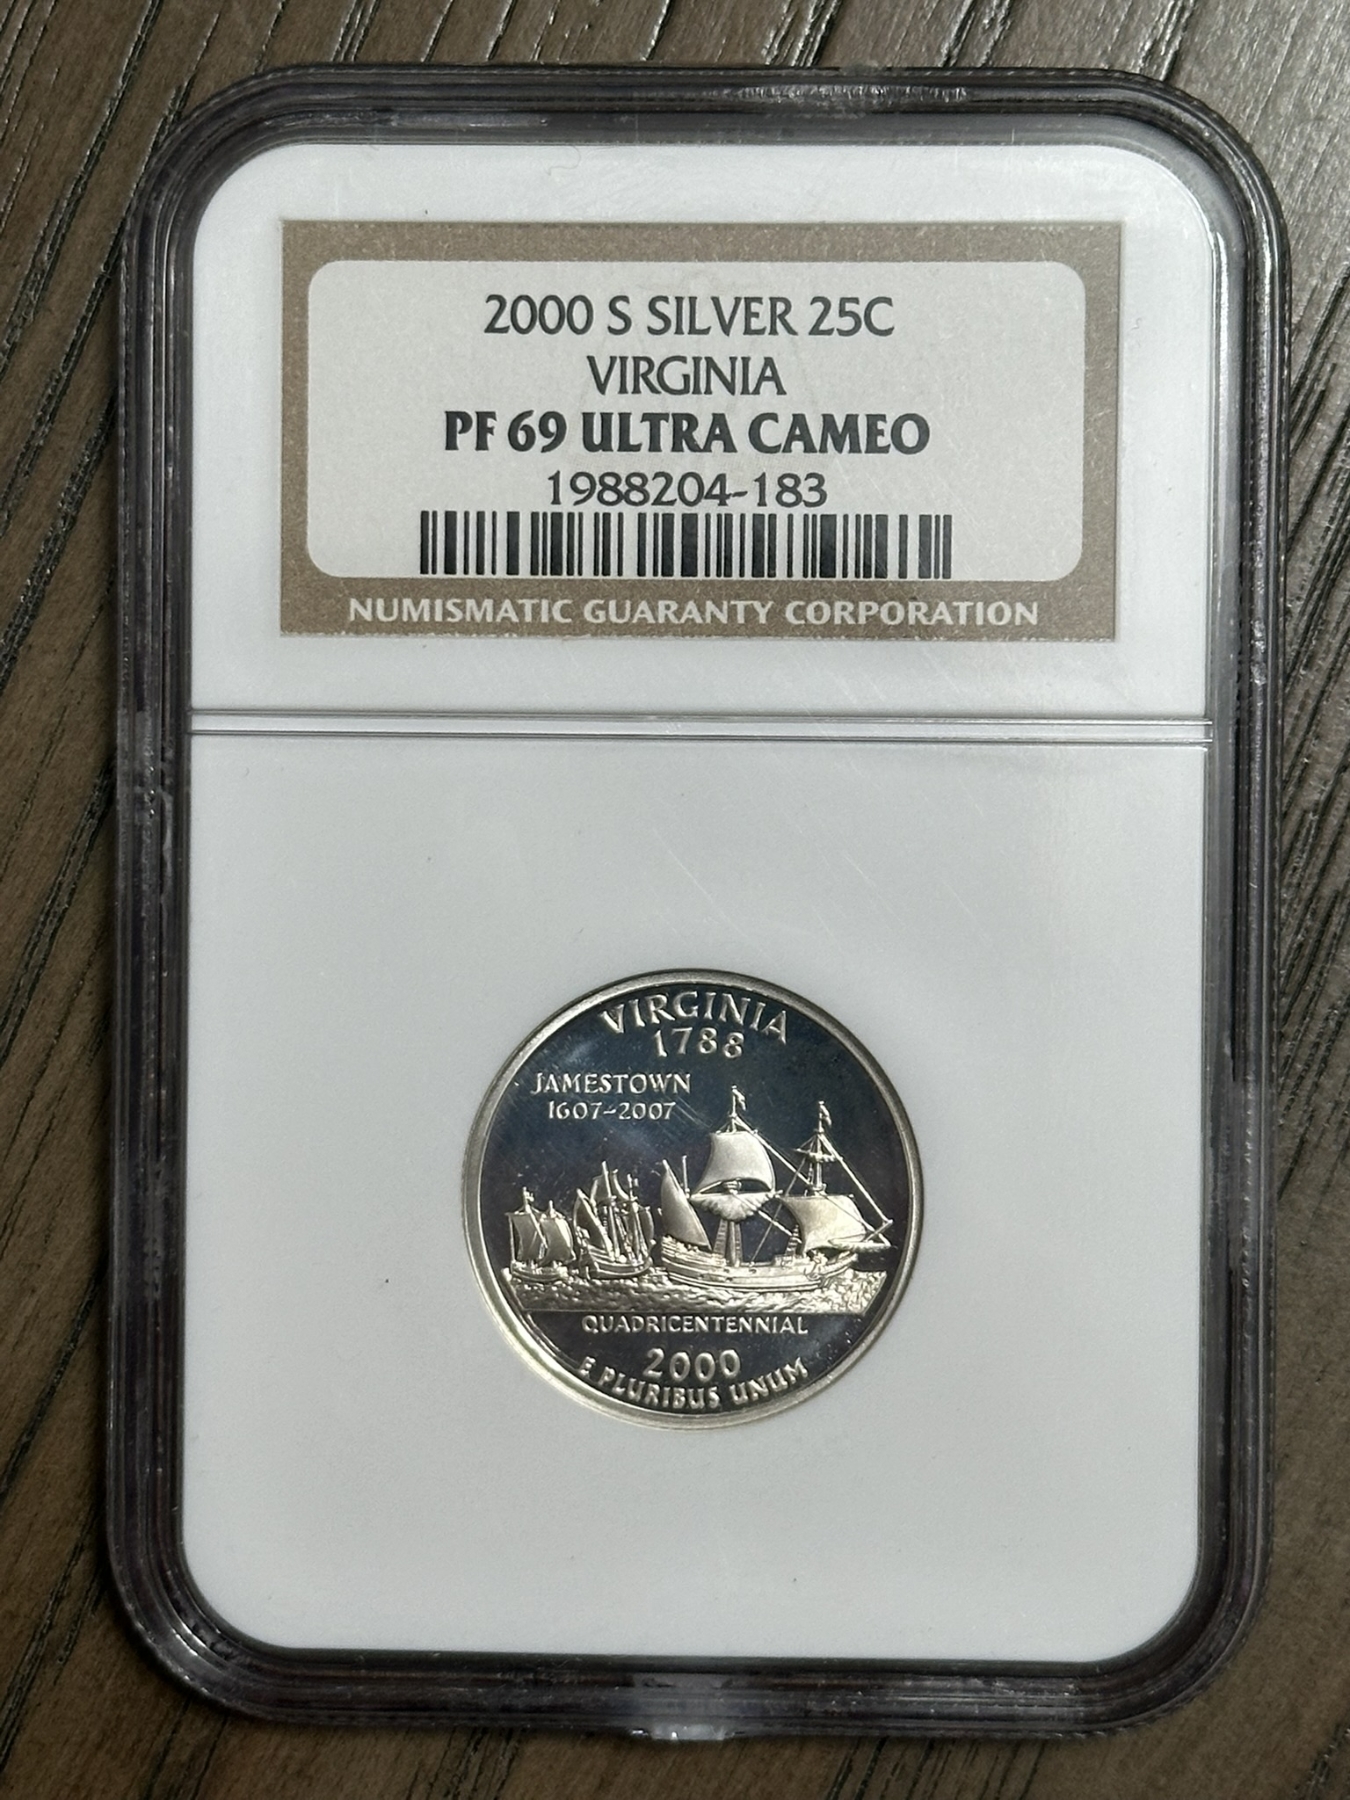 2000 S SILVER 25C
VIRGINIA
PF 69 ULTRA CAMEO
1988204-183
NUMISMATIC GUARANTY CORPORATION
VIRGINIA
1788
JAMESTOWN
1607-2007
QUADRICENTENNIAL
2000
E PLURIBUS UNUM